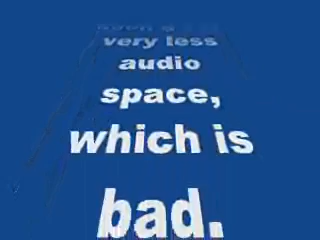 very less
audio
space,
which is
bad.